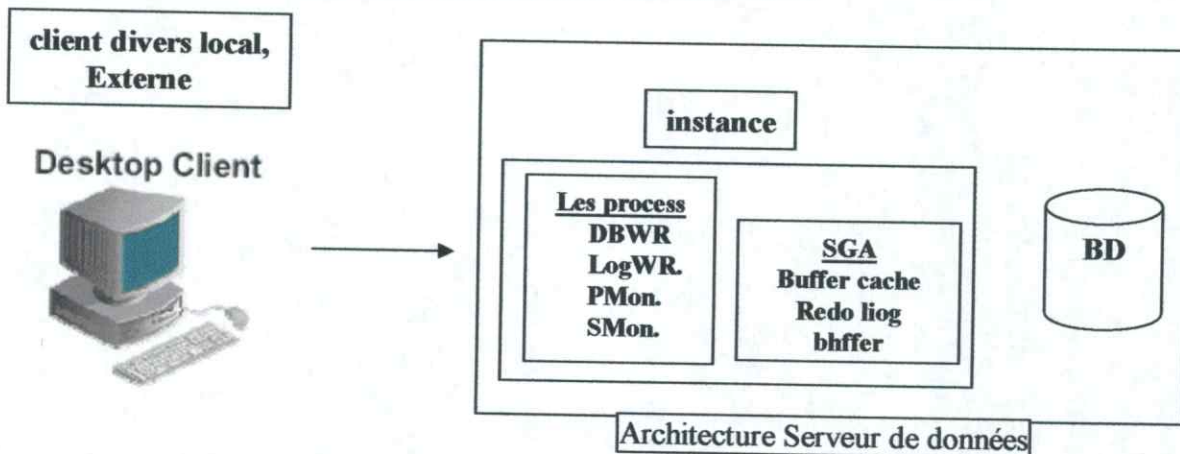 client divers local,
Externe
Desktop Client
instance
Les process
DBWR
LogWR.
PMon.
SMon.
SGA
Buffer cache
Redo liog
bhffer
BD
Architecture Serveur de données